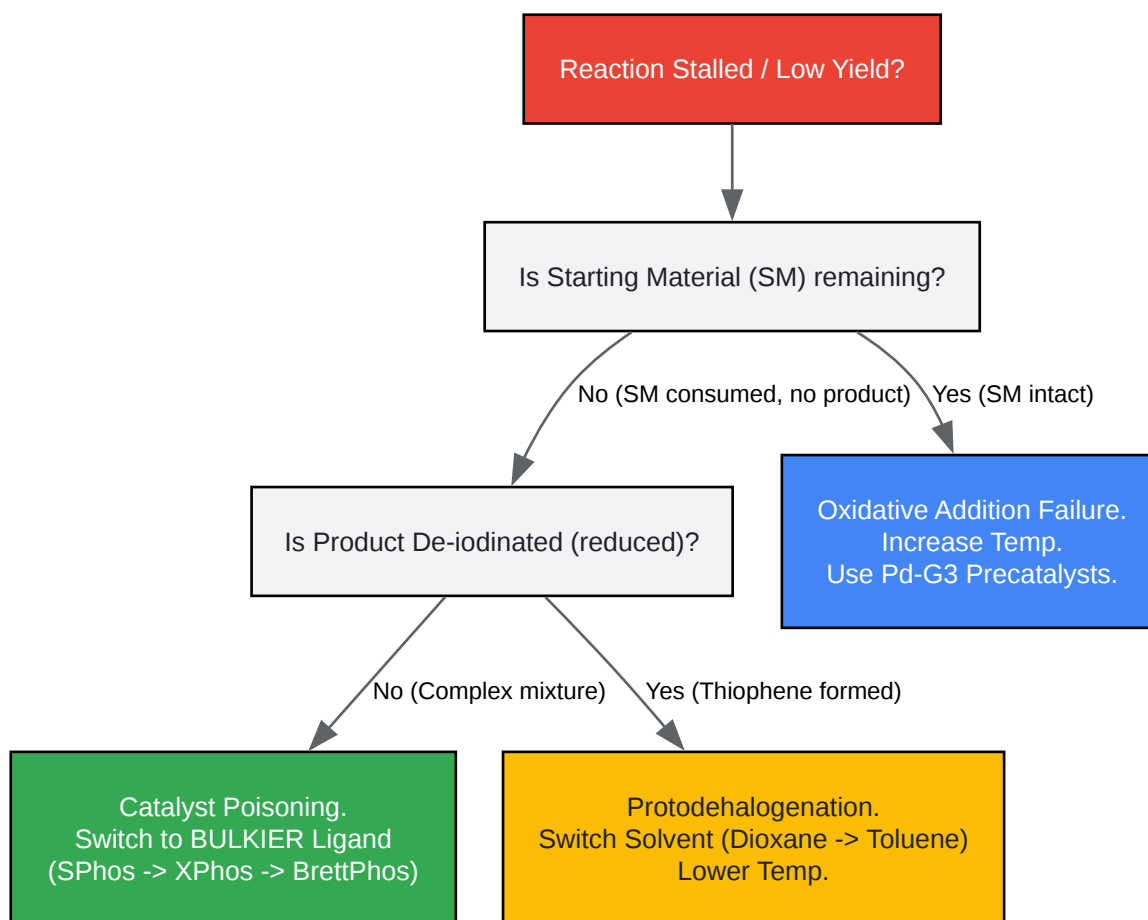 Reaction Stalled / Low Yield?
Is Starting Material (SM) remaining?
No (SM consumed, no product)
Yes (SM intact)
Is Product De-iodinated (reduced)?
Oxidative Addition Failure.
Increase Temp.
Use Pd-G3 Precatalysts.
No (Complex mixture)
Yes (Thiophene formed)
Catalyst Poisoning.
Switch to BULKIER Ligand
(SPhos -> XPhos -> BrettPhos)
Protodehalogenation.
Switch Solvent (Dioxane -> Toluene)
Lower Temp.